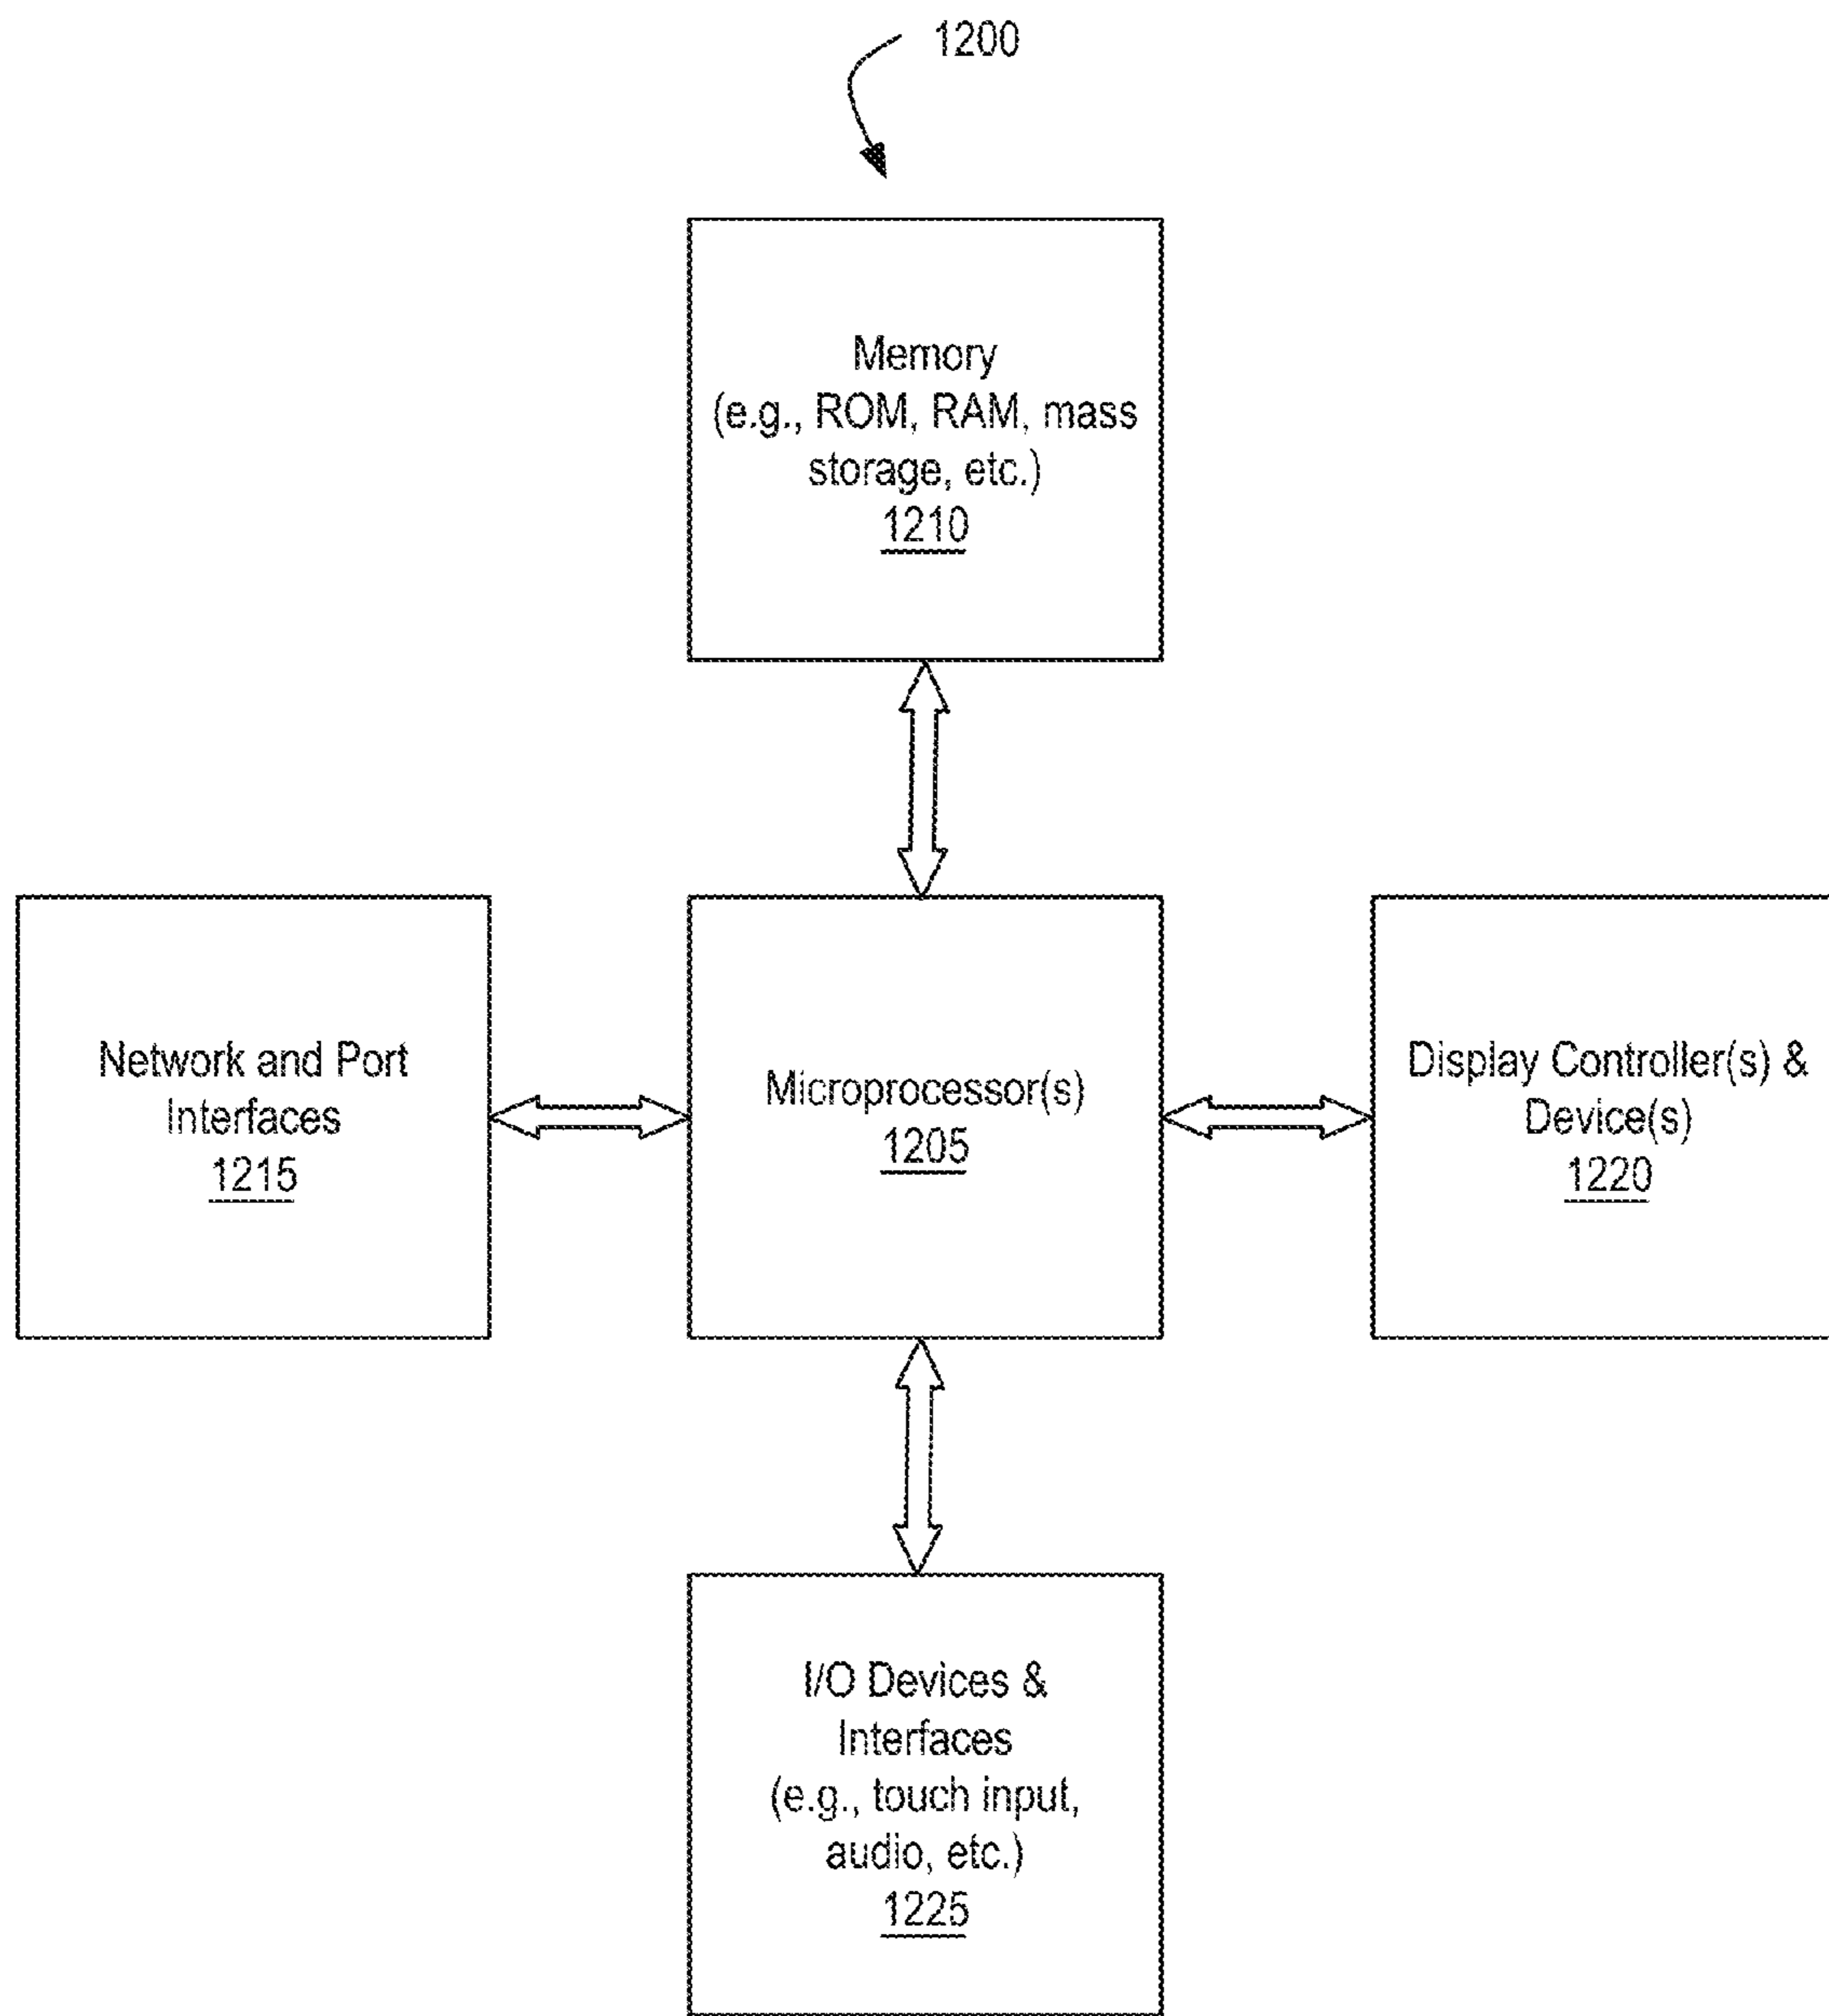 1200
Memory
(e.g., ROM, RAM, mass
storage, etc.)
1210
Network and Port
Interfaces
1215
Microprocessor(s)
1205
Display Controller(s) &
Device(s)
1220
I/O Devices &
Interfaces
(e.g., touch input,
audio, etc.)
1225